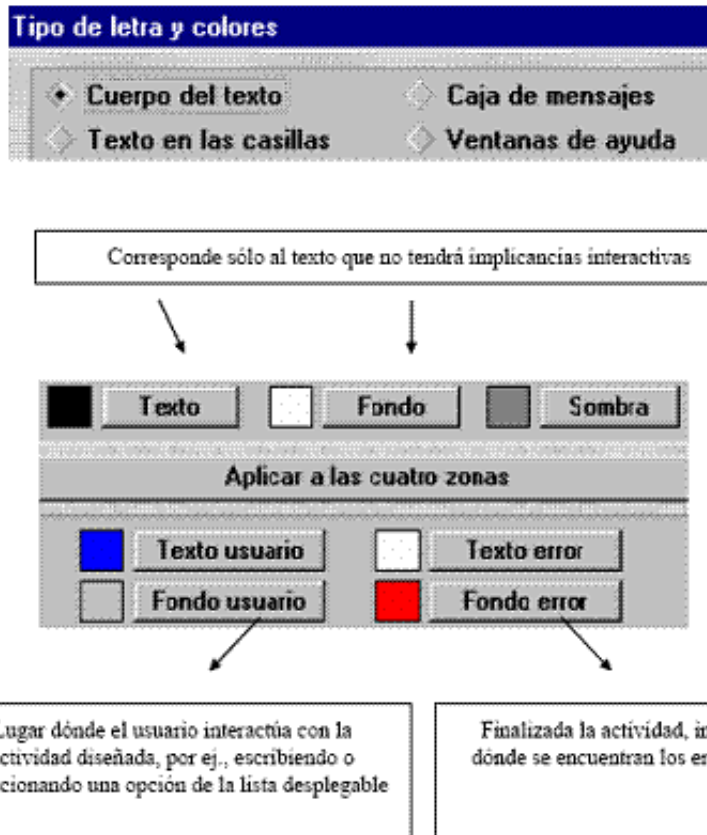 Tipo de letra y colores
Cuerpo del texto Caja de mensajes
Texto en las casillas Ventanas de ayuda
Corresponde sólo al texto que no tendrá implicancias interactivas
Texto Fondo Sombra
Aplicar a las cuatro zonas
Texto usuario Texto error
Fondo usuario Fondo error
Lugar dónde el usuario interactúa con la
ctividad diseñada, por ej., escribiendo o
cionando una opción de la lista desplegable
Finalizada la actividad, in
dónde se encuentran los er